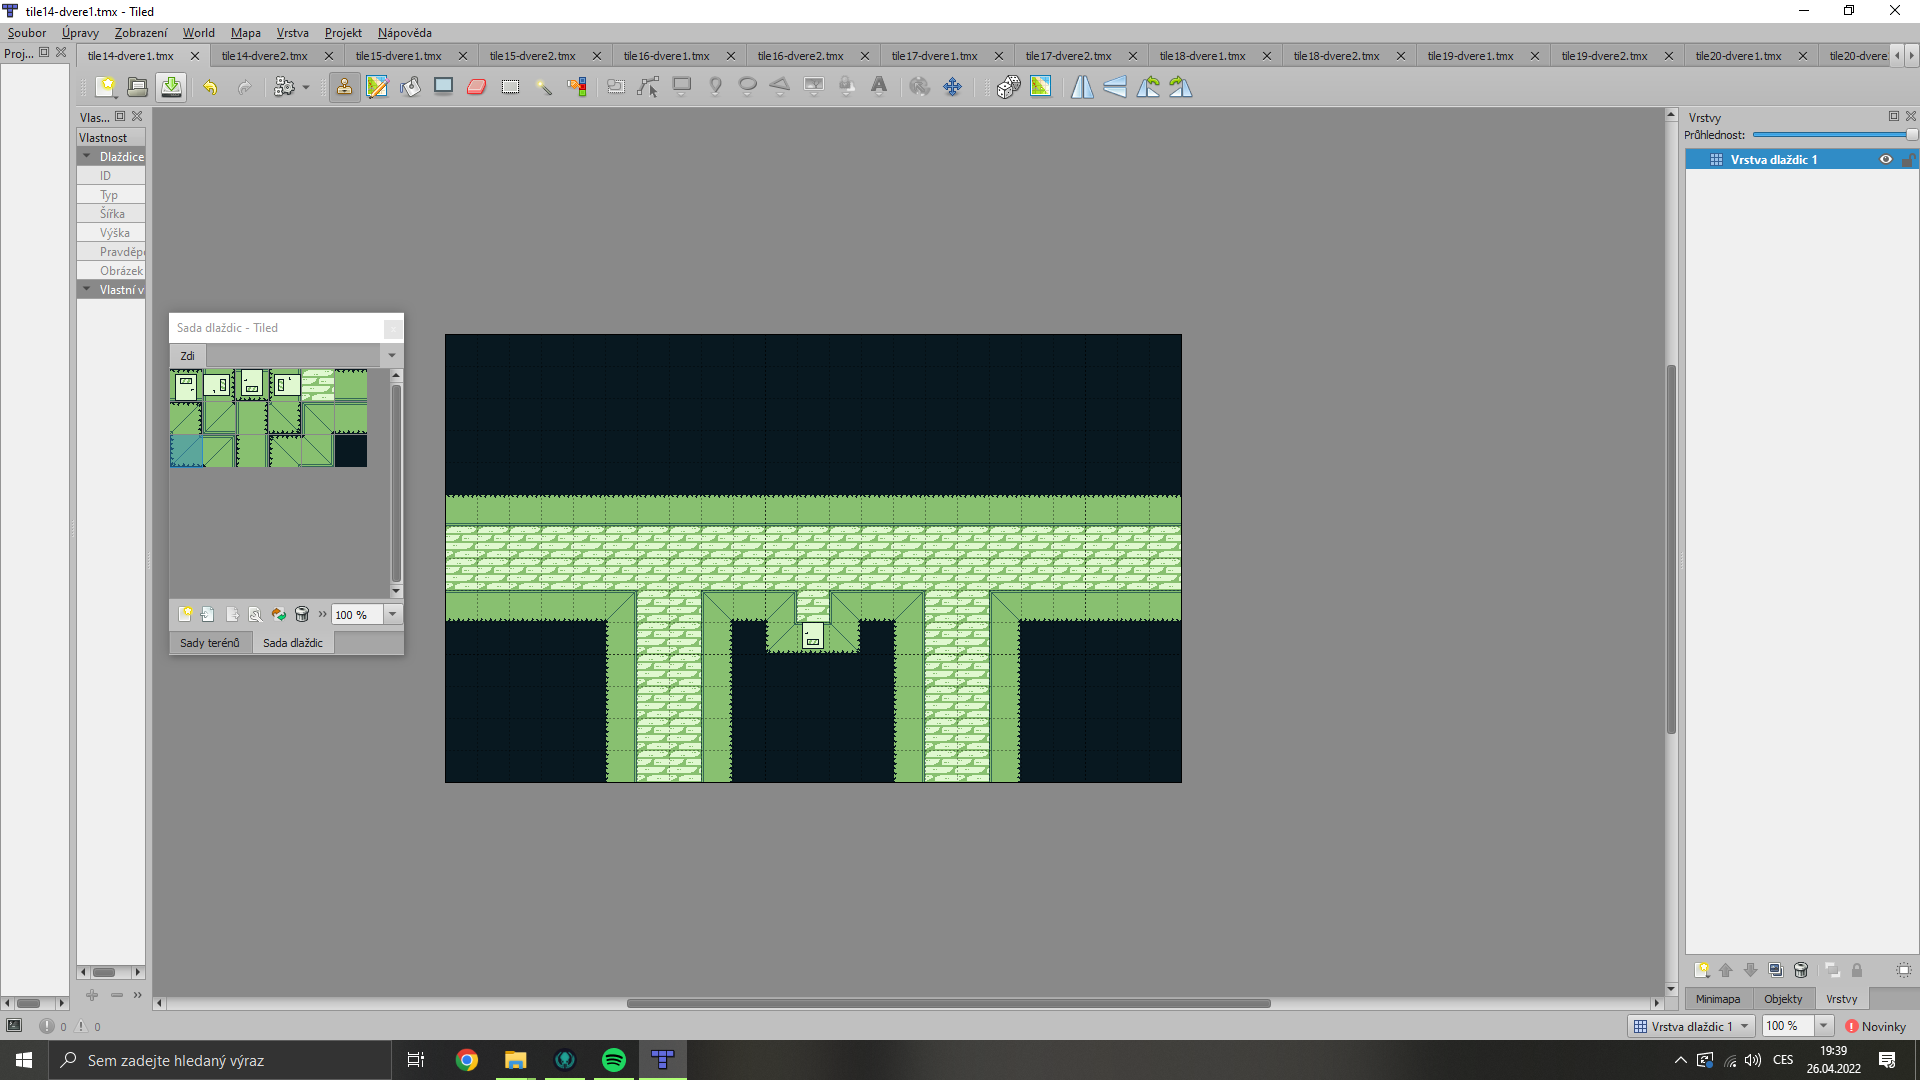 tile14-dvere1.tmx - Tiled
Soubor Úpravy Zobrazení World Mapa Vrstva Projekt Nápověda
Proj...
tile14-dvere1.tmx tile14-dvere2.tmx tile15-dvere1.tmx tile15-dvere2.tmx tile16-dvere1.tmx tile16-dvere2.tmx tile17-dvere1.tmx tile17-dvere2.tmx tile18-dvere1.tmx tile18-dvere2.tmx tile19-dvere1.tmx tile19-dvere2.tmx tile20-dvere1.tmx tile20-dvere
Vlas...
Vlastnost
Dlaždice
ID
Typ
Šířka
Výška
Pravděpo
Obrázek
Vlastní v
Sada dlaždic - Tiled
Zdi
100 %
Sady terénů Sada dlaždic
Vrstvy
Průhlednost:
Vrstva dlaždic 1
Minimapa Objekty Vrstvy
0 0
Vrstva dlaždic 1 100 % Novinky
Sem zadejte hledaný výraz
CES
19:39
26.04.2022